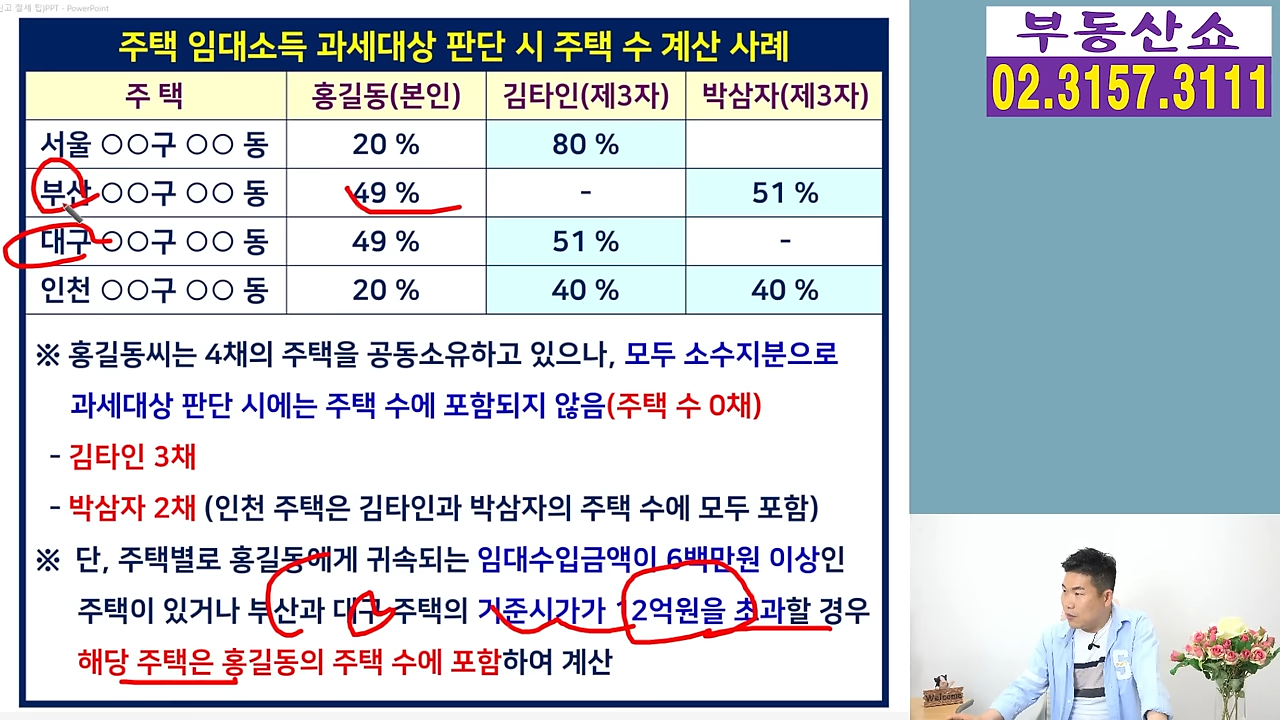 신고 절세 팁]PPT - PowerPoint
주택 임대소득 과세대상 판단 시 주택 수 계산 사례
주 택 홍길동(본인) 김타인(제3자) 박삼자(제3자)
서울 ○○구 ○○ 동 20 % 80 %
부산 ○○구 ○○ 동 49 % - 51 %
대구 ○○구 ○○ 동 49 % 51 % -
인천 ○○구 ○○ 동 20 % 40 % 40 %
※ 홍길동씨는 4채의 주택을 공동소유하고 있으나, 모두 소수지분으로
과세대상 판단 시에는 주택 수에 포함되지 않음(주택 수 0채)
- 김타인 3채
- 박삼자 2채 (인천 주택은 김타인과 박삼자의 주택 수에 모두 포함)
※ 단, 주택별로 홍길동에게 귀속되는 임대수입금액이 6백만원 이상인
주택이 있거나 부산과 대구 주택의 기준시가가 12억원을 초과할 경우
해당 주택은 홍길동의 주택 수에 포함하여 계산
부동산쇼
02.3157.3111
Welcome